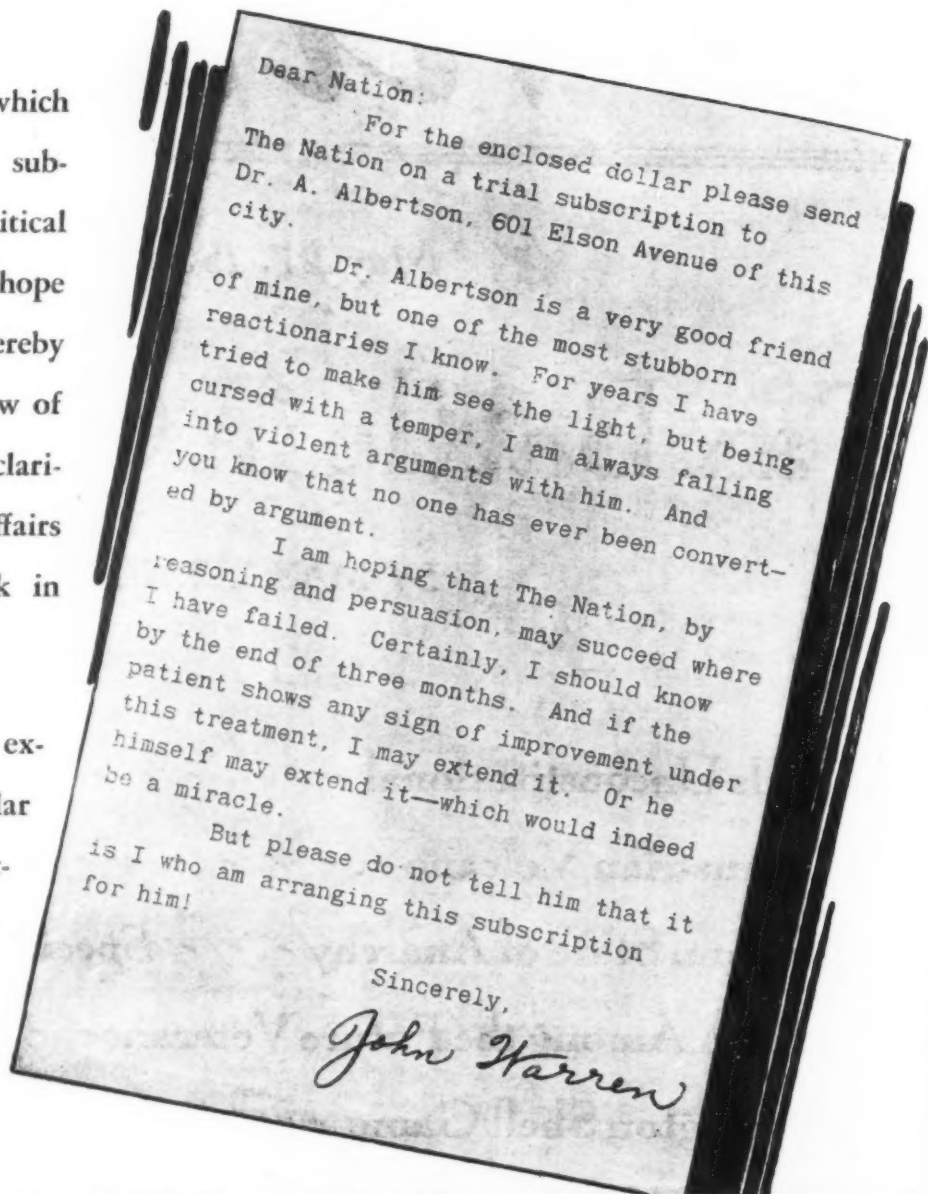 which
sub-
itical
hope
ereby
w of
clari-
ffairs
k in
ex-
lar
-
Dear Nation:
For the enclosed dollar please send
The Nation on a trial subscription to
Dr. A. Albertson, 601 Elson Avenue of this
city.
Dr. Albertson is a very good friend
of mine, but one of the most stubborn
reactionaries I know. For years I have
tried to make him see the light, but being
cursed with a temper, I am always falling
into violent arguments with him. And
you know that no one has ever been convert-
ed by argument.
I am hoping that The Nation, by
reasoning and persuasion, may succeed where
I have failed. Certainly, I should know
by the end of three months. And if the
patient shows any sign of improvement under
this treatment, I may extend it. Or he
himself may extend it—which would indeed
be a miracle.
But please do not tell him that it
is I who am arranging this subscription
for him!
Sincerely,
John Warren